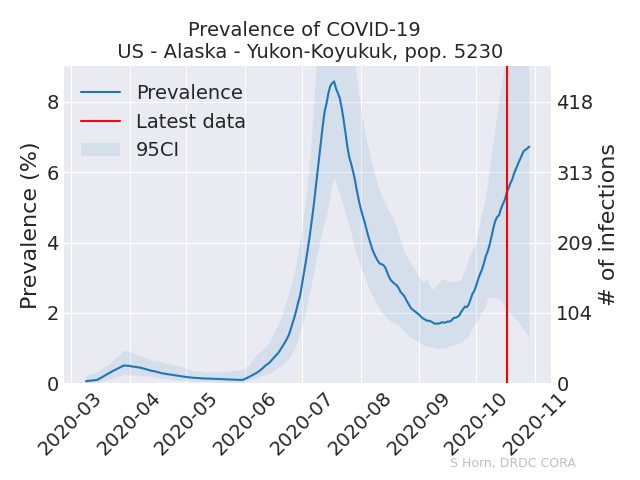 Prevalence of COVID-19
US - Alaska - Yukon-Koyukuk, pop. 5230
Prevalence
Latest data
95CI
Prevalence (%)
8
6
4
2
0
418
313
209
104
0
# of infections
2020-03
2020-04
2020-05
2020-06
2020-07
2020-08
2020-09
2020-10
2020-11
S Horn, DRDC CORA